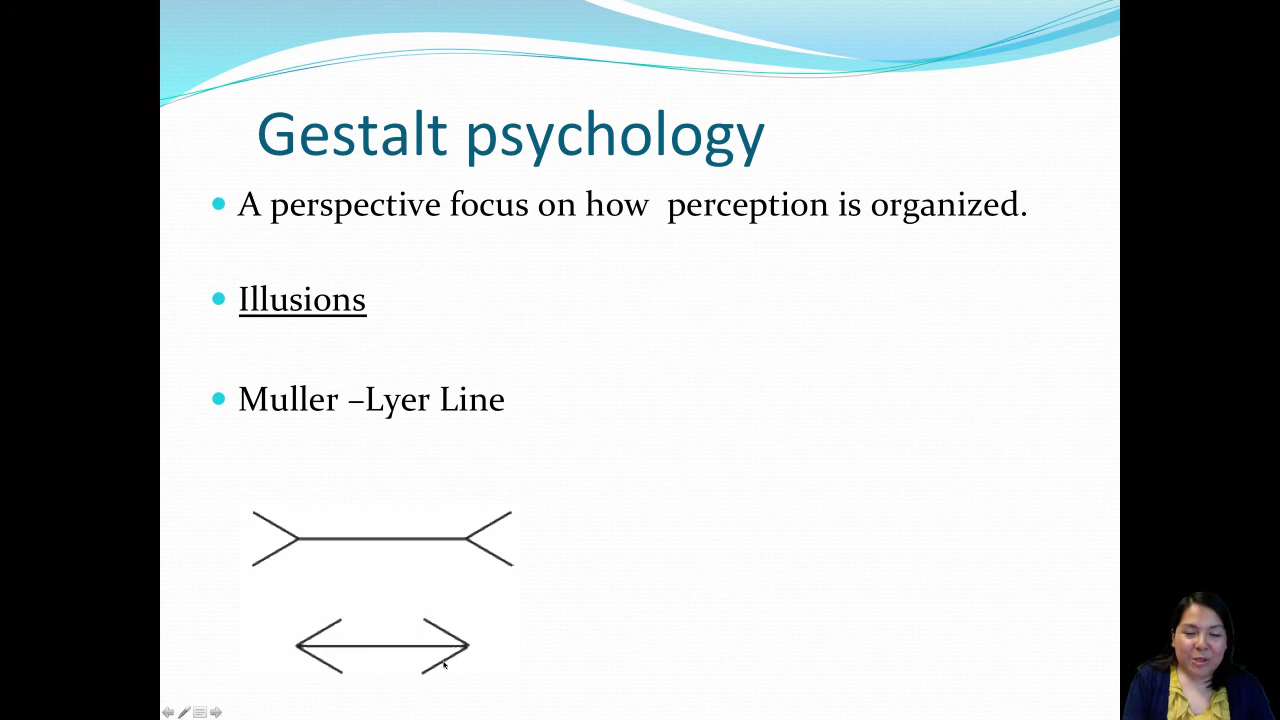 Gestalt psychology
A perspective focus on how  perception is organized.
Illusions
Muller –Lyer Line